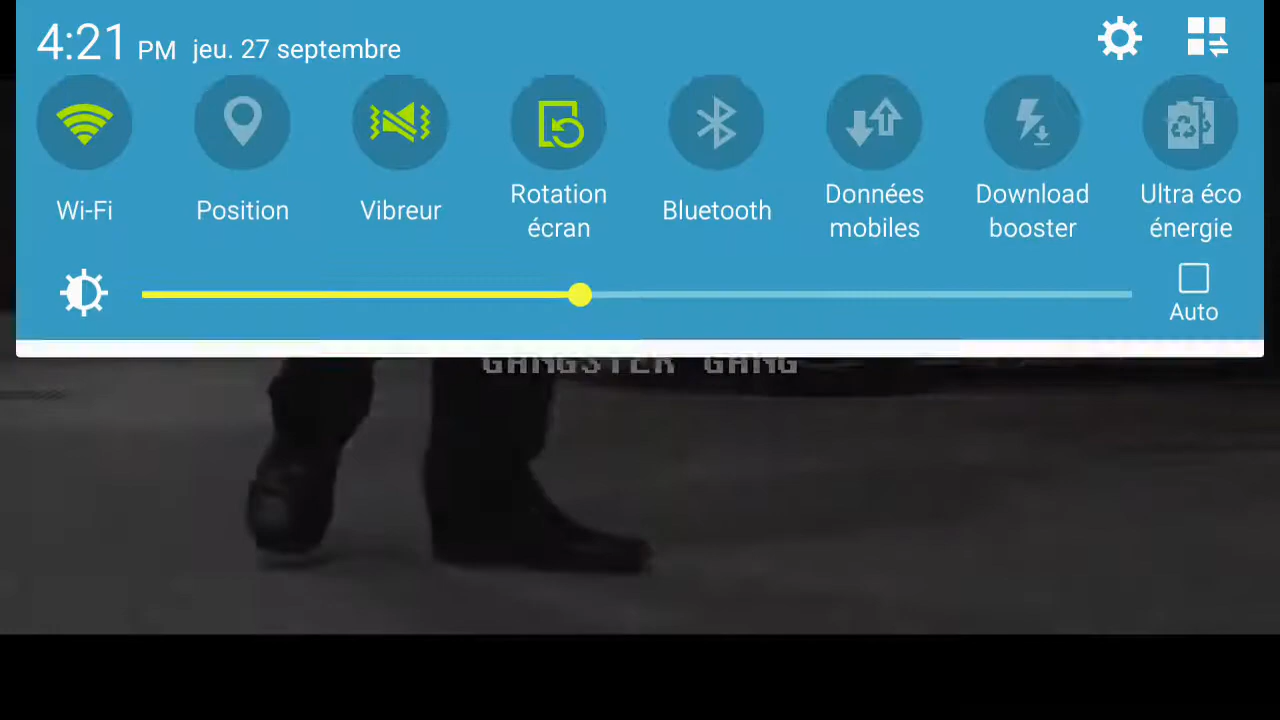 4:21 PM jeu. 27 septembre
Wi-Fi
Position
Vibreur
Rotation
écran
Bluetooth
Données
mobiles
Download
booster
Ultra éco
énergie
Auto
GANGSTER GANG